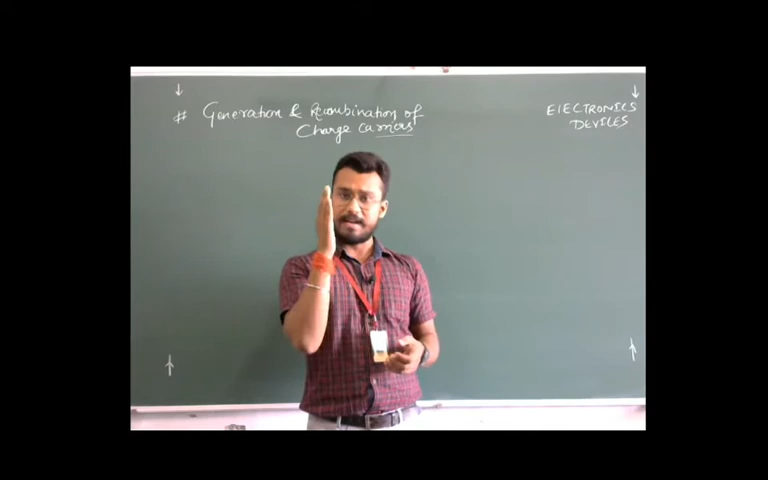 # Generation & Recombination of
Charge carriers
ELECTRONICS
DEVICES